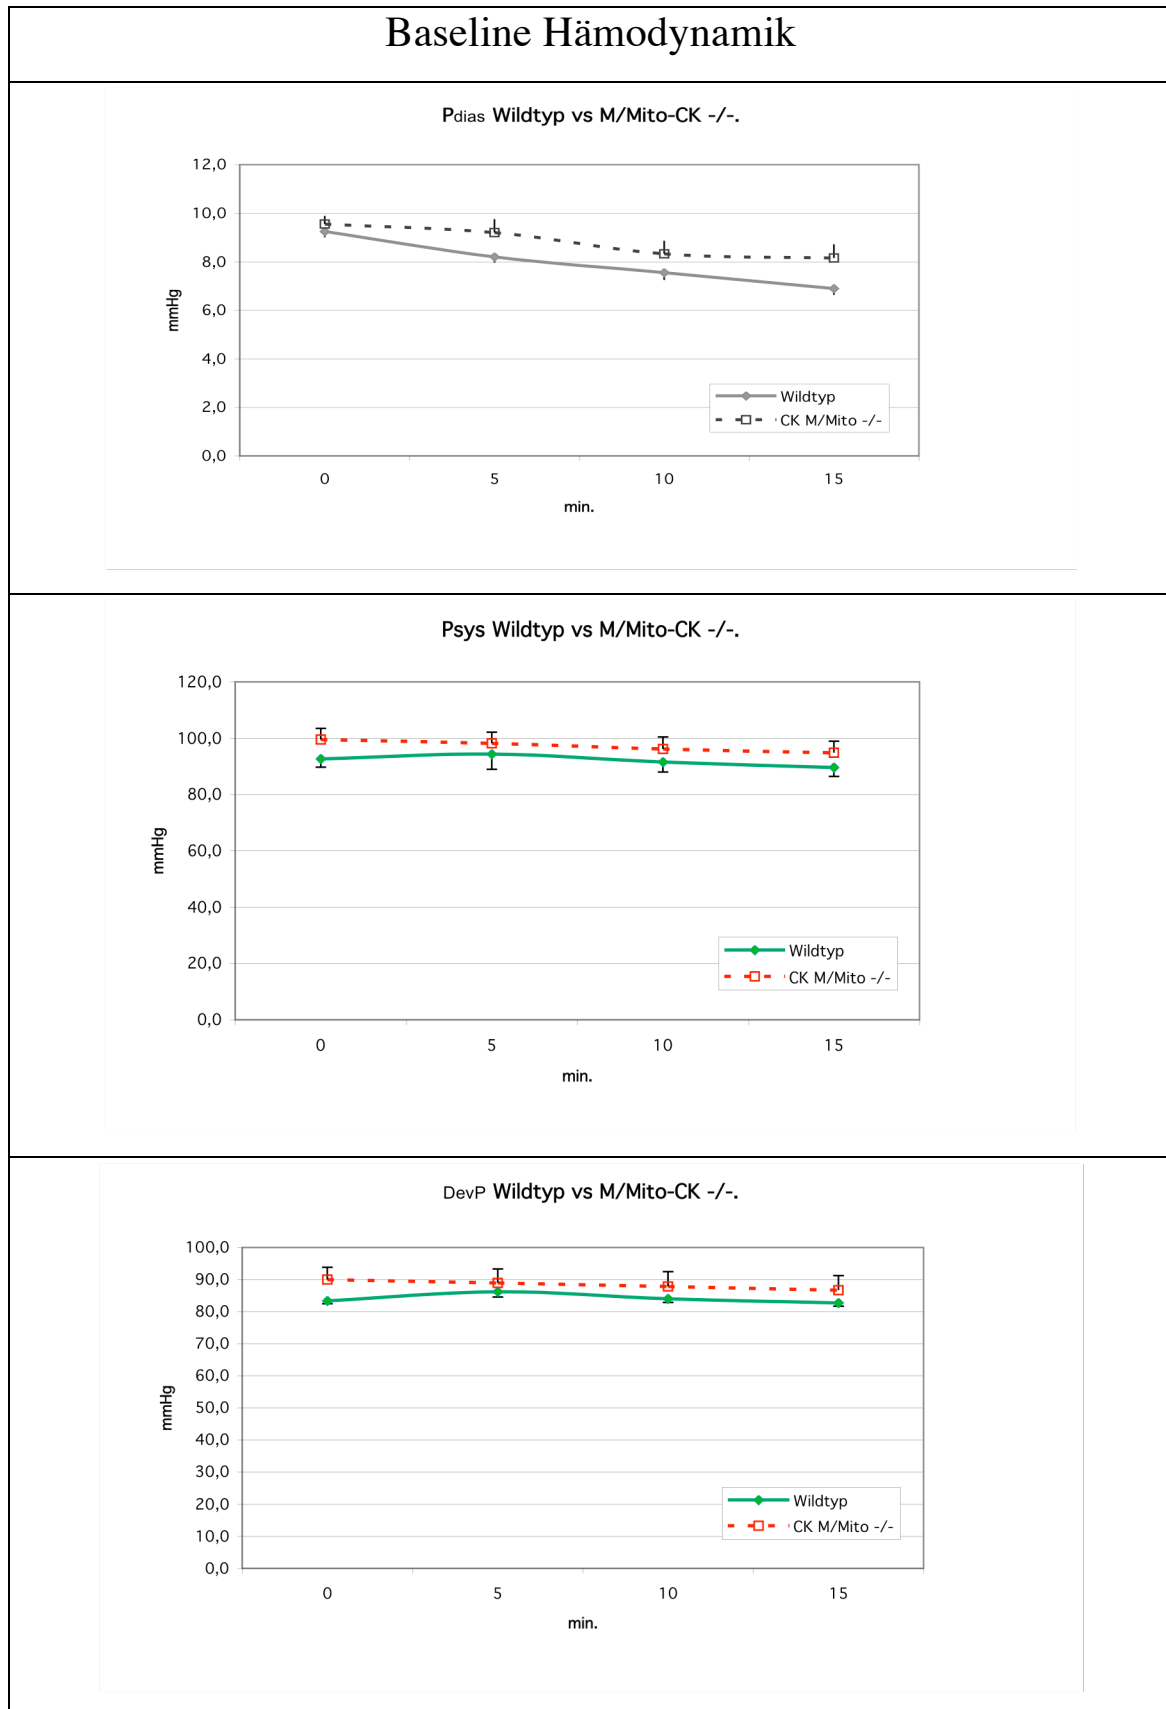 Baseline Hämodynamik
Pdias Wildtyp vs M/Mito-CK -/-.
12,0
10,0
8,0
6,0
4,0
2,0
0,0
mmHg
Wildtyp
CK M/Mito -/-
0 5 10 15
min.
Psys Wildtyp vs M/Mito-CK -/-.
120,0
100,0
80,0
60,0
40,0
20,0
0,0
mmHg
Wildtyp
CK M/Mito -/-
0 5 10 15
min.
DevP Wildtyp vs M/Mito-CK -/-.
100,0
90,0
80,0
70,0
60,0
50,0
40,0
30,0
20,0
10,0
0,0
mmHg
Wildtyp
CK M/Mito -/-
0 5 10 15
min.